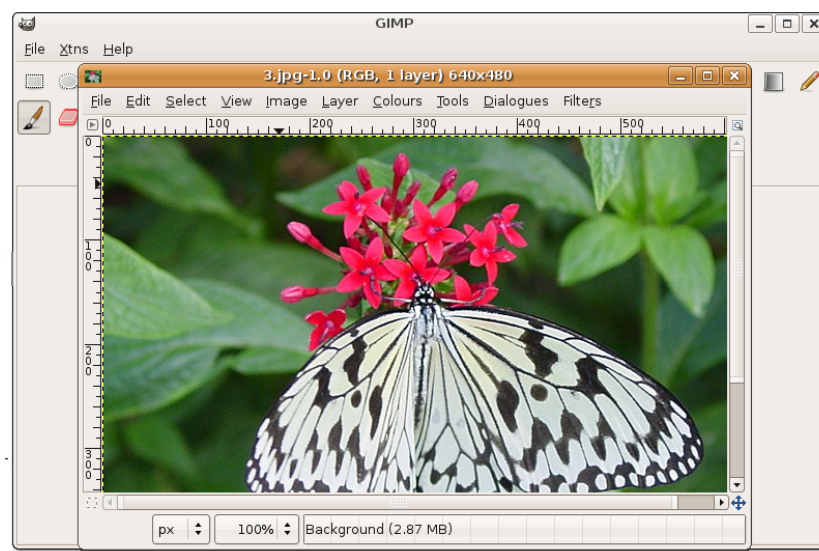 GIMP
File Xtns Help
3.jpg-1.0 (RGB, 1 layer) 640x480
File Edit Select View Image Layer Colours Tools Dialogues Filters
0 100 200 300 400 500
0
100
200
300
px 100% Background (2.87 MB)